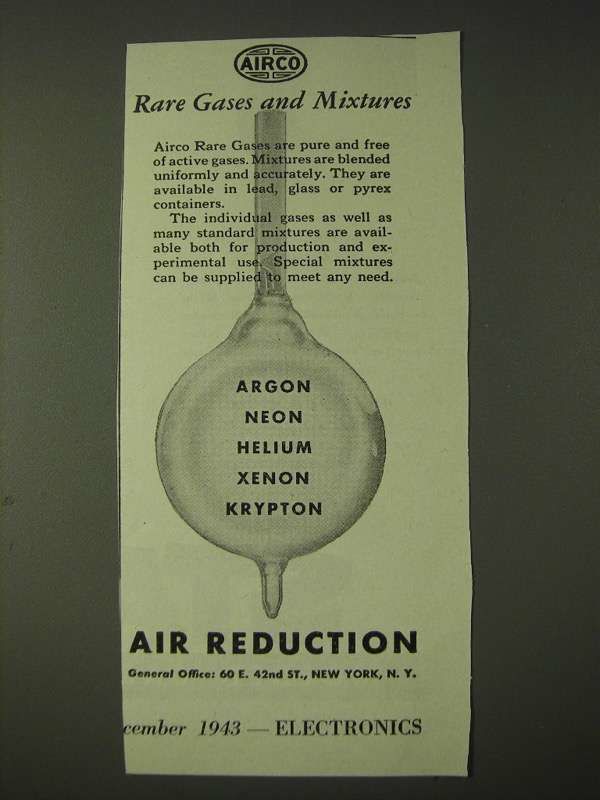 AIRCO
Rare Gases and Mixtures
Airco Rare Gases are pure and free
of active gases. Mixtures are blended
uniformly and accurately. They are
available in lead, glass or pyrex
containers.
The individual gases as well as
many standard mixtures are avail-
able both for production and ex-
perimental use. Special mixtures
can be supplied to meet any need.
ARGON
NEON
HELIUM
XENON
KRYPTON
AIR REDUCTION
General Office: 60 E. 42nd ST., NEW YORK, N. Y.
cember 1943 — ELECTRONICS